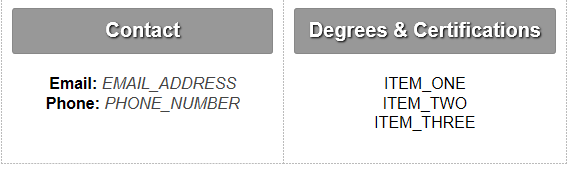 Contact
Email: EMAIL_ADDRESS
Phone: PHONE_NUMBER
Degrees & Certifications
ITEM_ONE
ITEM_TWO
ITEM_THREE